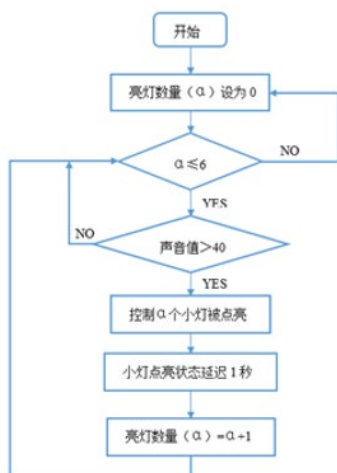 开始
亮灯数量（α）设为 0
α≤6
NO
YES
NO
声音值＞40
YES
控制α个小灯被点亮
小灯点亮状态延迟 1 秒
亮灯数量（α）=α+1